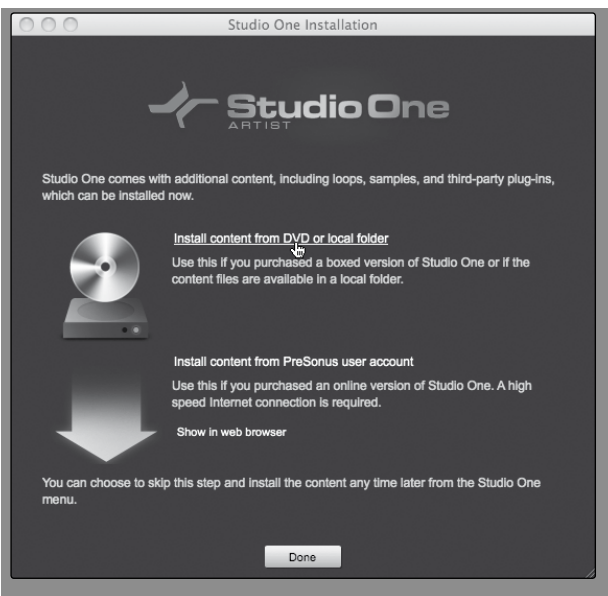 Studio One Installation
Studio One
ARTIST
Studio One comes with additional content, including loops, samples, and third-party plug-ins,
which can be installed now.
Install content from DVD or local folder
Use this if you purchased a boxed version of Studio One or if the
content files are available in a local folder.
Install content from PreSonus user account
Use this if you purchased an online version of Studio One. A high
speed Internet connection is required.
Show in web browser
You can choose to skip this step and install the content any time later from the Studio One
menu.
Done